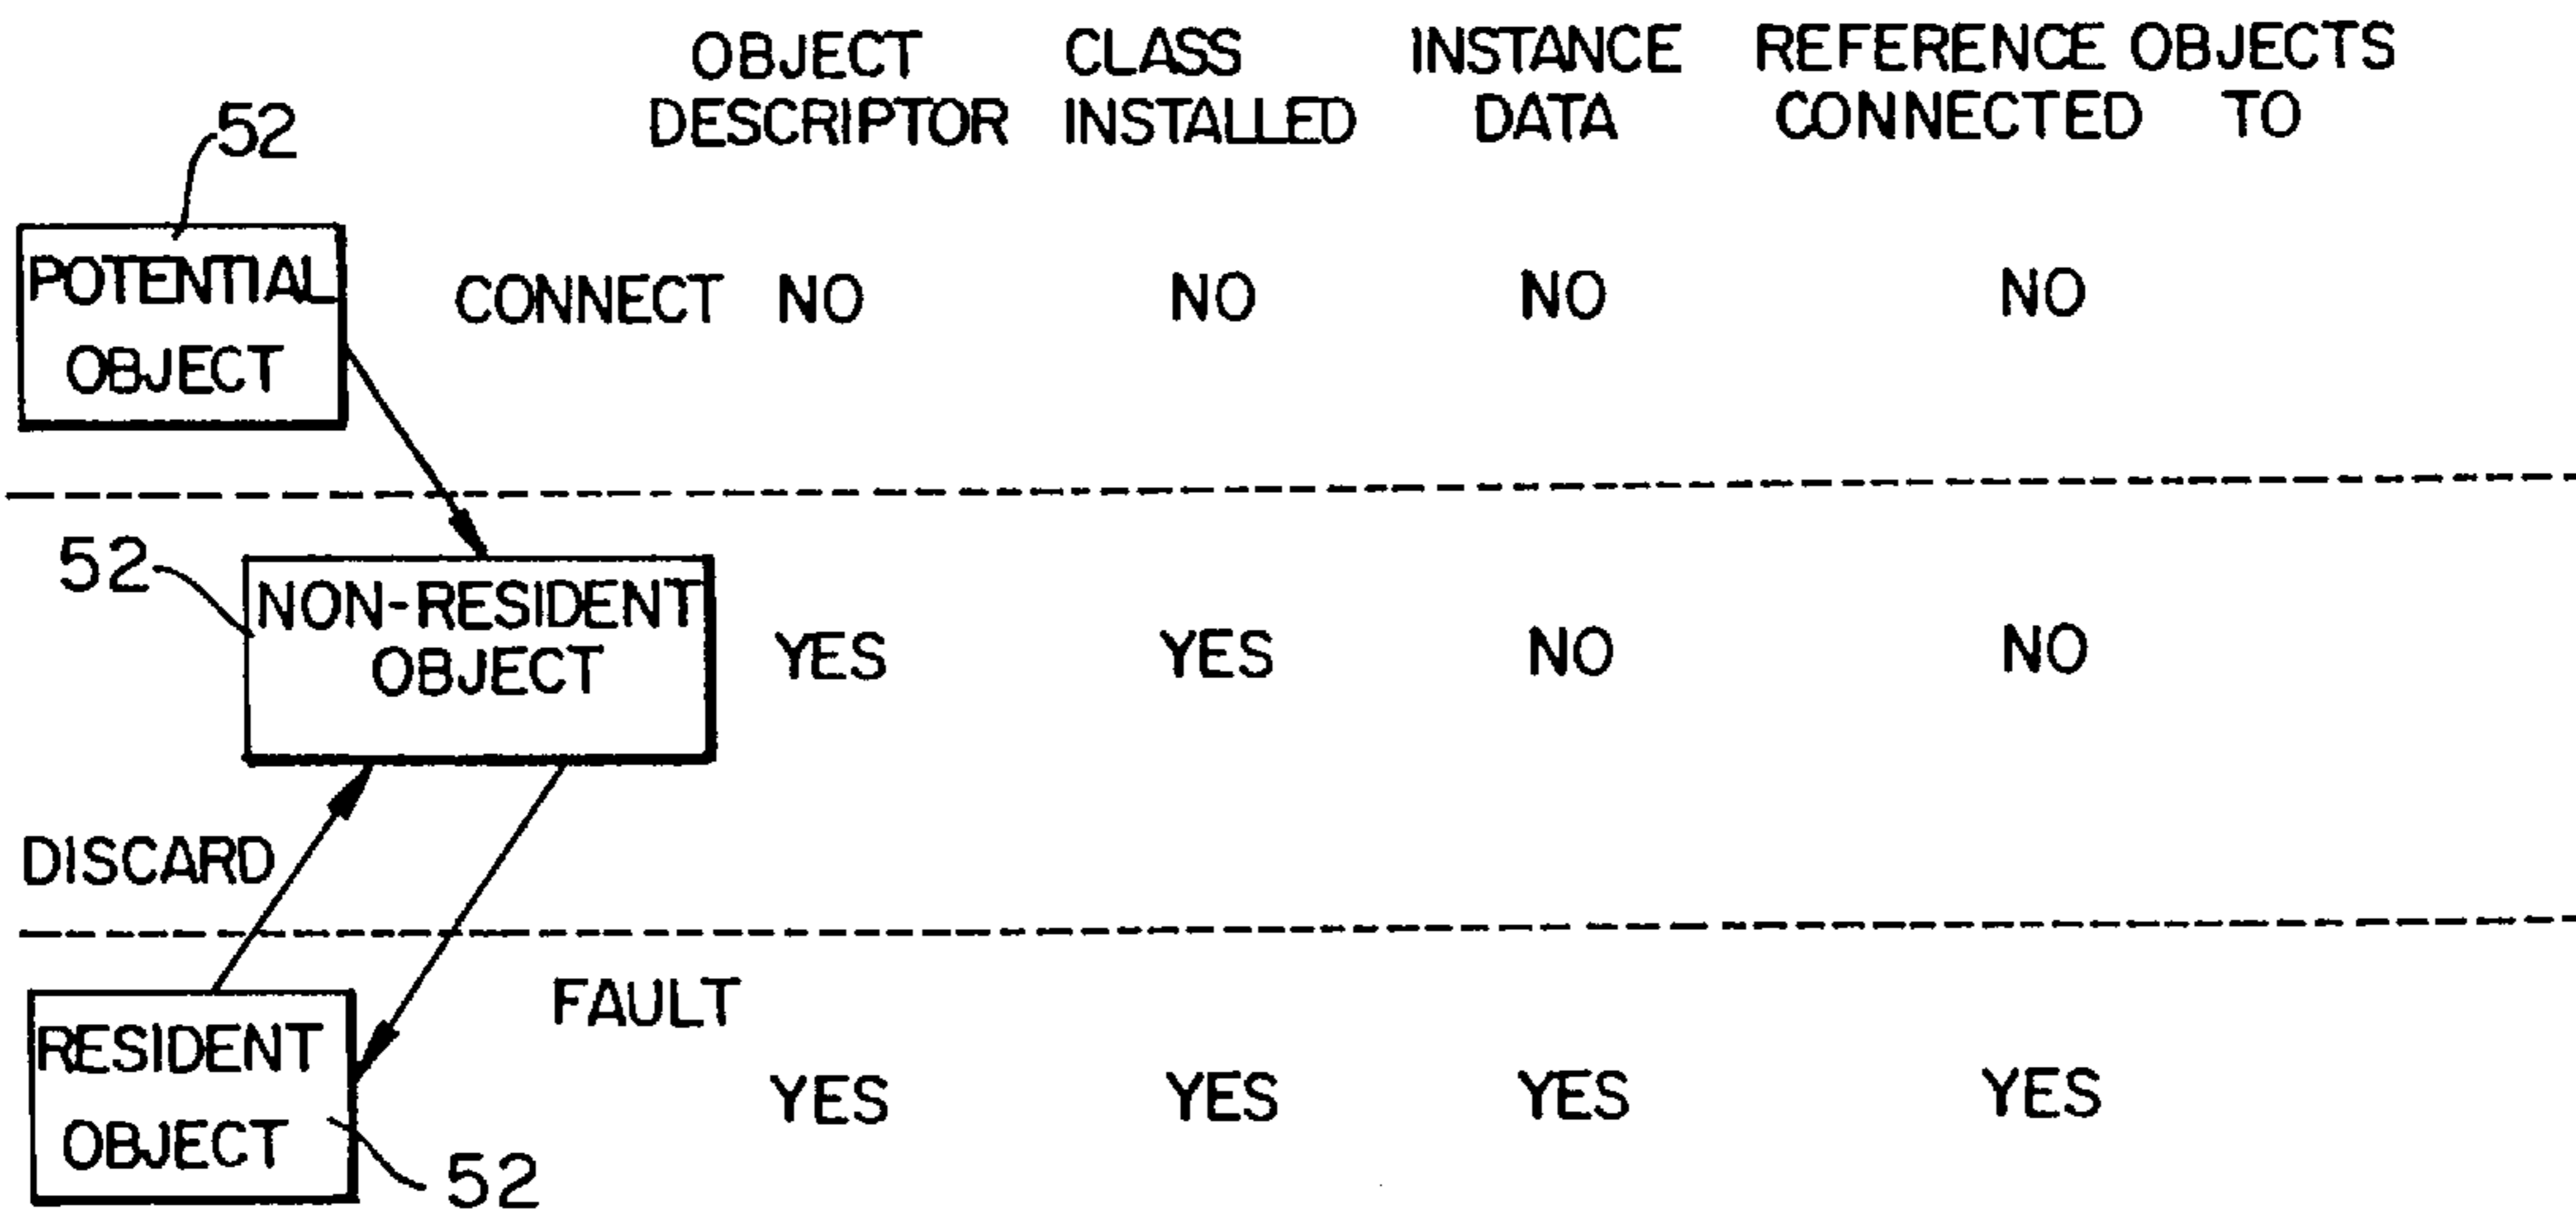 OBJECT DESCRIPTOR
CLASS INSTALLED
INSTANCE DATA
REFERENCE OBJECTS CONNECTED TO
52
POTENTIAL
OBJECT
CONNECT NO NO NO NO
52
NON-RESIDENT
OBJECT
YES YES NO NO
DISCARD
FAULT
RESIDENT
OBJECT
YES YES YES YES
52